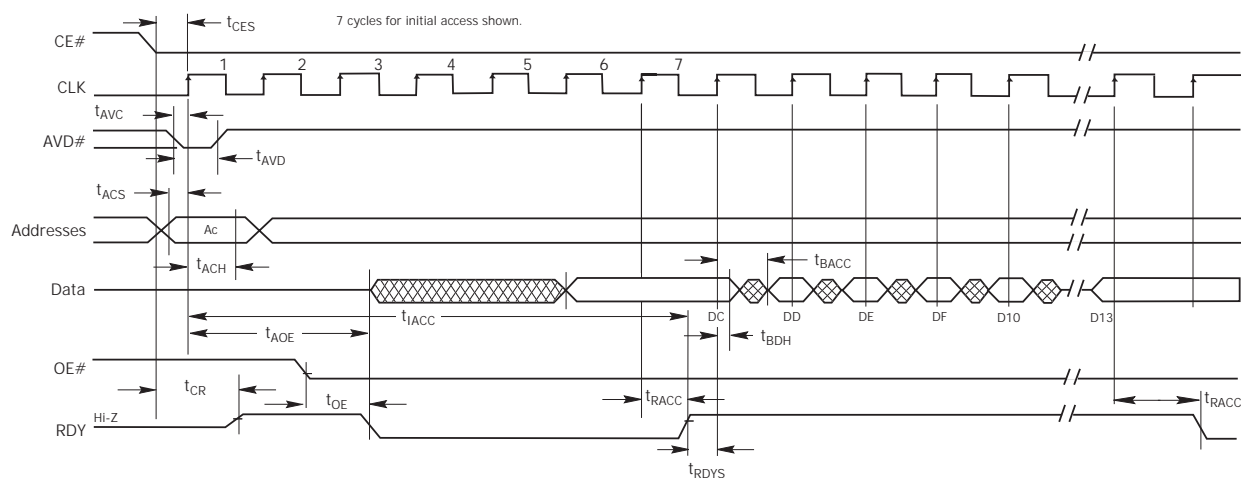 tCES
7 cycles for initial access shown.
CE#
1 2 3 4 5 6 7
CLK
tAVC
AVD#
tAVD
tACS
Addresses
Ac
tACH
tBACC
Data
tIACC
DC DD DE DF D10 D13
tAOE
tBDH
OE#
tCR
tOE
tRACC
tRACC
Hi-Z
RDY
tRDYS